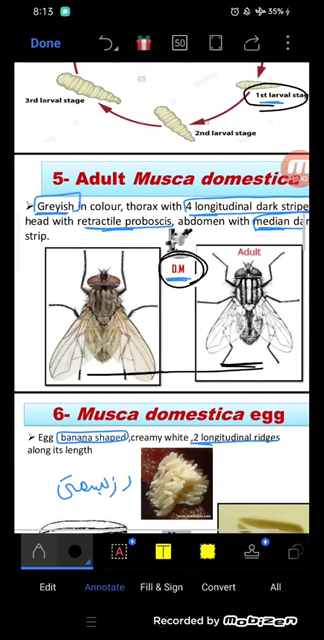 8:13
35%
Done
50
3rd larval stage
1st larval stag
2nd larval stage
5- Adult Musca domestica
➤ Greyish in colour, thorax with 4 longitudinal dark stripe
head with retractile proboscis, abdomen with median dar
strip.
D.M
Adult
6- Musca domestica egg
➤ Egg banana shaped ,creamy white ,2 longitudinal ridges
along its length
A
T
Edit
Annotate
Fill & Sign
Convert
All
Recorded by Mobizen